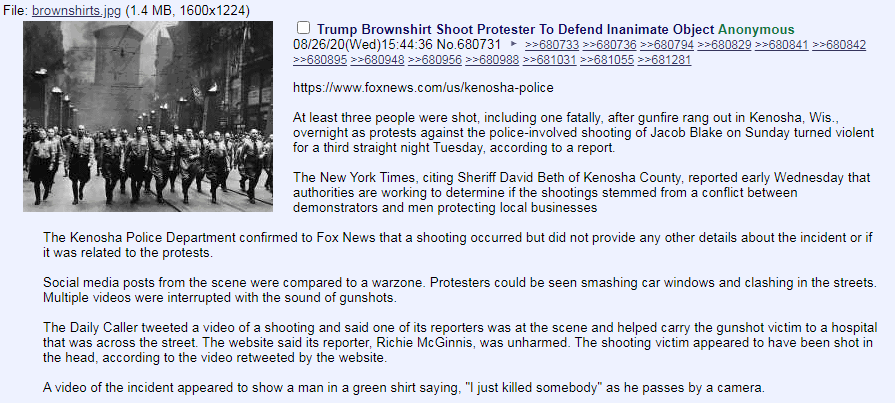 File: brownshirts.jpg (1.4 MB, 1600x1224)
Trump Brownshirt Shoot Protester To Defend Inanimate Object Anonymous
08/26/20(Wed)15:44:36 No.680731 ► >>680733 >>680736 >>680794 >>680829 >>680841 >>680842
>>680895 >>680948 >>680956 >>680988 >>681031 >>681055 >>681281
https://www.foxnews.com/us/kenosha-police
At least three people were shot, including one fatally, after gunfire rang out in Kenosha, Wis.,
overnight as protests against the police-involved shooting of Jacob Blake on Sunday turned violent
for a third straight night Tuesday, according to a report.
The New York Times, citing Sheriff David Beth of Kenosha County, reported early Wednesday that
authorities are working to determine if the shootings stemmed from a conflict between
demonstrators and men protecting local businesses
The Kenosha Police Department confirmed to Fox News that a shooting occurred but did not provide any other details about the incident or if
it was related to the protests.
Social media posts from the scene were compared to a warzone. Protesters could be seen smashing car windows and clashing in the streets.
Multiple videos were interrupted with the sound of gunshots.
The Daily Caller tweeted a video of a shooting and said one of its reporters was at the scene and helped carry the gunshot victim to a hospital
that was across the street. The website said its reporter, Richie McGinnis, was unharmed. The shooting victim appeared to have been shot in
the head, according to the video retweeted by the website.
A video of the incident appeared to show a man in a green shirt saying, "I just killed somebody" as he passes by a camera.